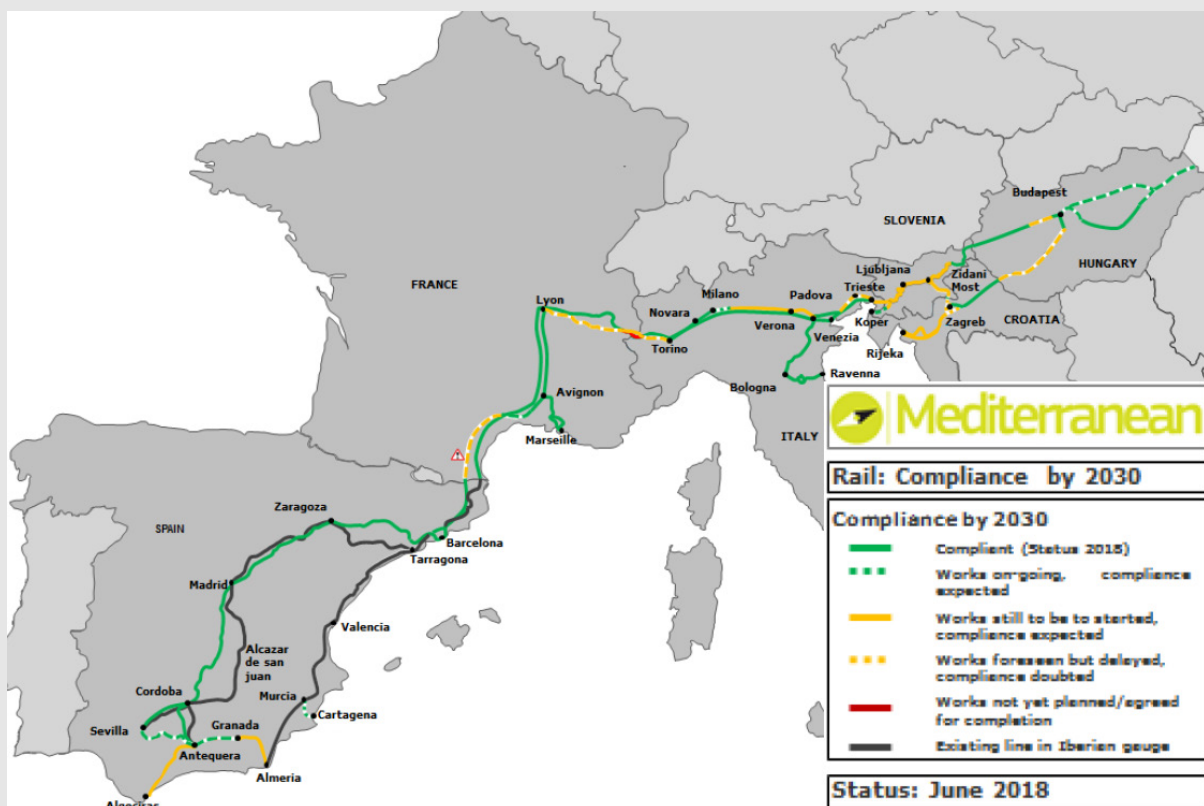 Budapest
SLOVENIA
HUNGARY
Ljubljana
Zidani
Most
Trieste
FRANCE
Milano
Padova
Lyon
Novara
Koper
Zagreb
CROATIA
Verona
Venezia
Torino
Rijeka
Bologna
Ravenna
Avignon
Marseille
ITALY
Zaragoza
SPAIN
Barcelona
Tarragona
Madrid
Valencia
Alcazar
de san
juan
Cordoba
Murcia
Cartagena
Sevilla
Granada
Antequera
Almeria
Algeciras
Mediterranean
Rail: Compliance by 2030
Compliance by 2030
Compliant (Status 2018)
Works on-going, compliance
expected
Works still to be to started,
compliance expected
Works foreseen but delayed,
compliance doubted
Works not yet planned/agreed
for completion
Existing line in Iberian gauge
Status: June 2018